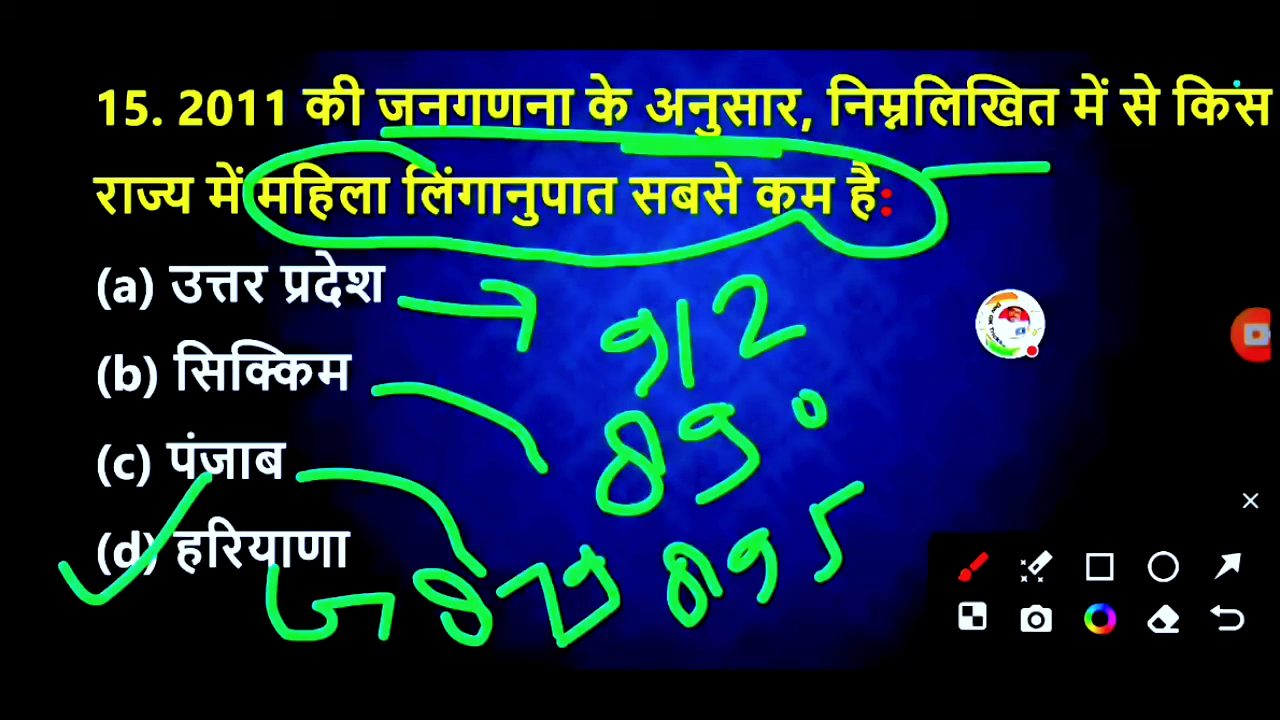 15. 2011 की जनगणना के अनुसार, निम्नलिखित में से किस
राज्य में महिला लिंगानुपात सबसे कम है:
(a) उत्तर प्रदेश
912
(b) सिक्किम
890
(c) पंजाब
895
(d) हरियाणा